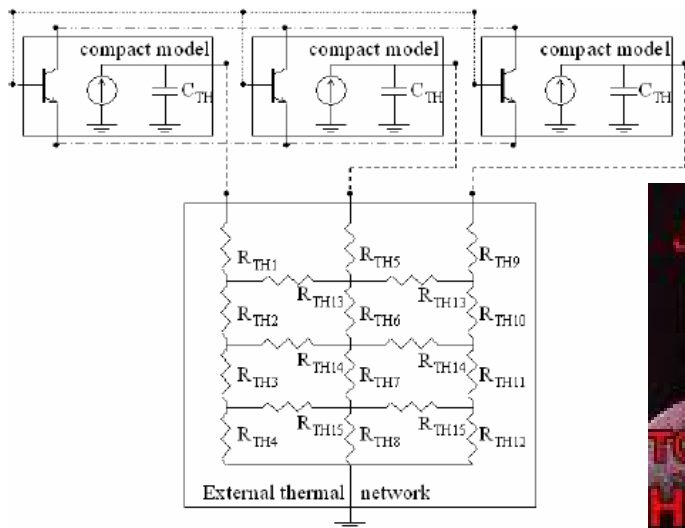 compact model
compact model
compact model
C_TH
C_TH
C_TH
R_TH1
R_TH5
R_TH9
R_TH13
R_TH13
R_TH2
R_TH6
R_TH10
R_TH14
R_TH14
R_TH3
R_TH7
R_TH11
R_TH15
R_TH15
R_TH4
R_TH8
R_TH12
External thermal network